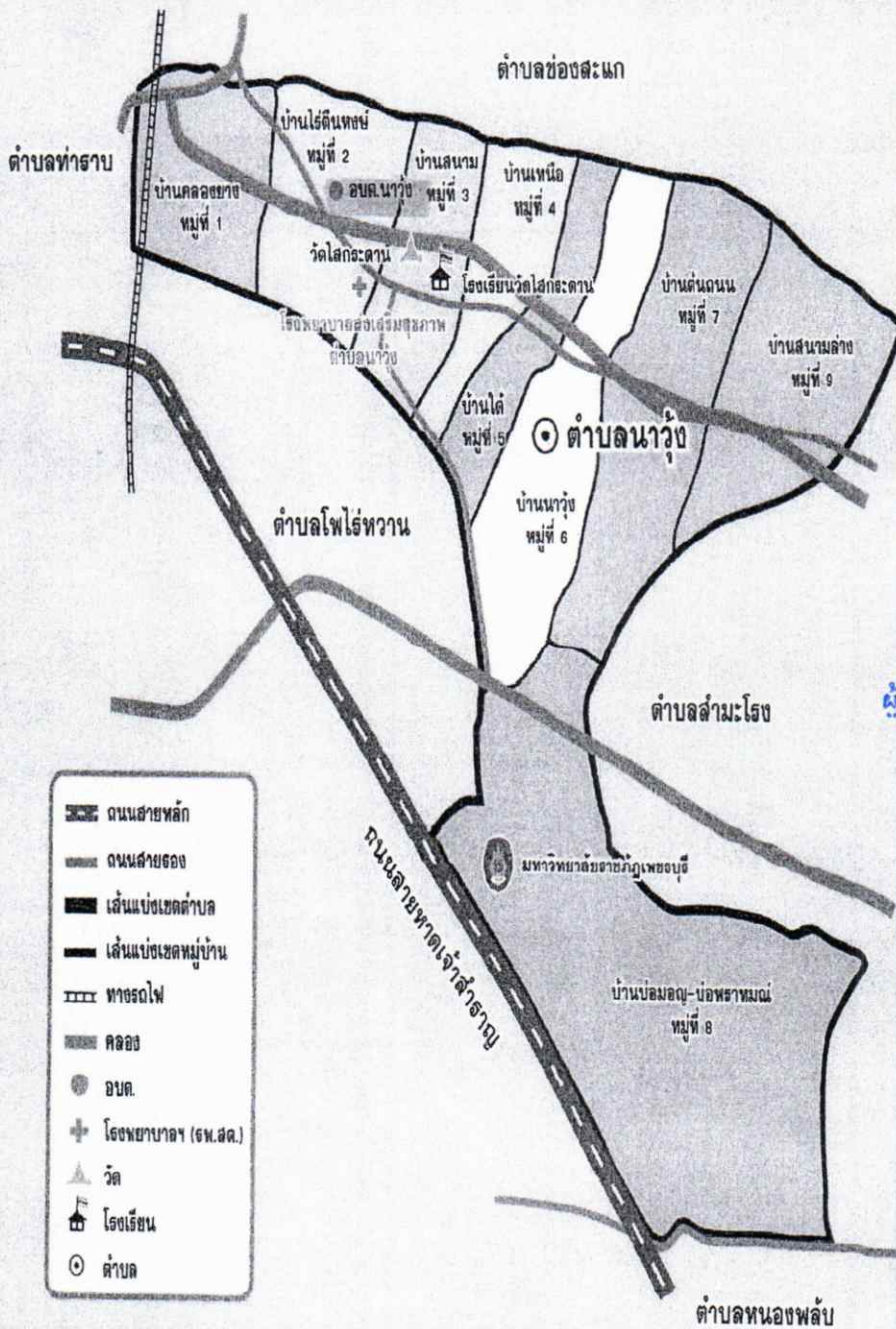 ตำบลช่องสะแก
ตำบลท่าราบ
บ้านไร่ตีนหงษ์
หมู่ที่ 2
บ้านสนาม
หมู่ที่ 3
บ้านเหนือ
หมู่ที่ 4
บ้านคลองยาง
หมู่ที่ 1
อบต.นาวุ้ง
วัดไสกระดาน
โรงเรียนวัดไสกระดาน
โรงพยาบาลส่งเสริมสุขภาพ
ตำบลนาวุ้ง
บ้านต้นถนน
หมู่ที่ 7
บ้านสนามล่าง
หมู่ที่ 9
บ้านใต้
หมู่ที่ 5
ตำบลนาวุ้ง
บ้านนาวุ้ง
หมู่ที่ 6
ตำบลโพไร่หวาน
ตำบลสำมะโรง
ถนนสายหาดเจ้าสำราญ
มหาวิทยาลัยราชภัฏเพชรบุรี
บ้านบ่อมอญ-บ่อพราหมณ์
หมู่ที่ 8
ถนนสายหลัก
ถนนสายรอง
เส้นแบ่งเขตตำบล
เส้นแบ่งเขตหมู่บ้าน
ทางรถไฟ
คลอง
อบต.
โรงพยาบาลฯ (รพ.สต.)
วัด
โรงเรียน
ตำบล
ตำบลหนองพลับ